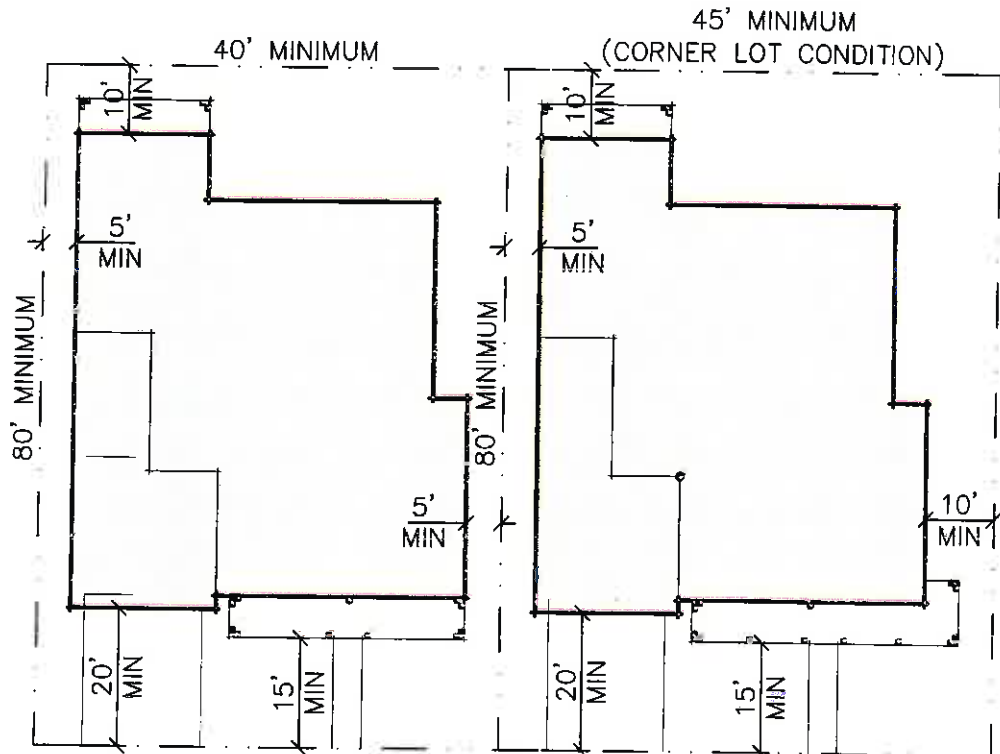 40' MINIMUM
45' MINIMUM
(CORNER LOT CONDITION)
10'
MIN
10'
MIN
5'
MIN
5'
MIN
80' MINIMUM
80' MINIMUM
5'
MIN
10'
MIN
20'
MIN
15'
MIN
20'
MIN
15'
MIN